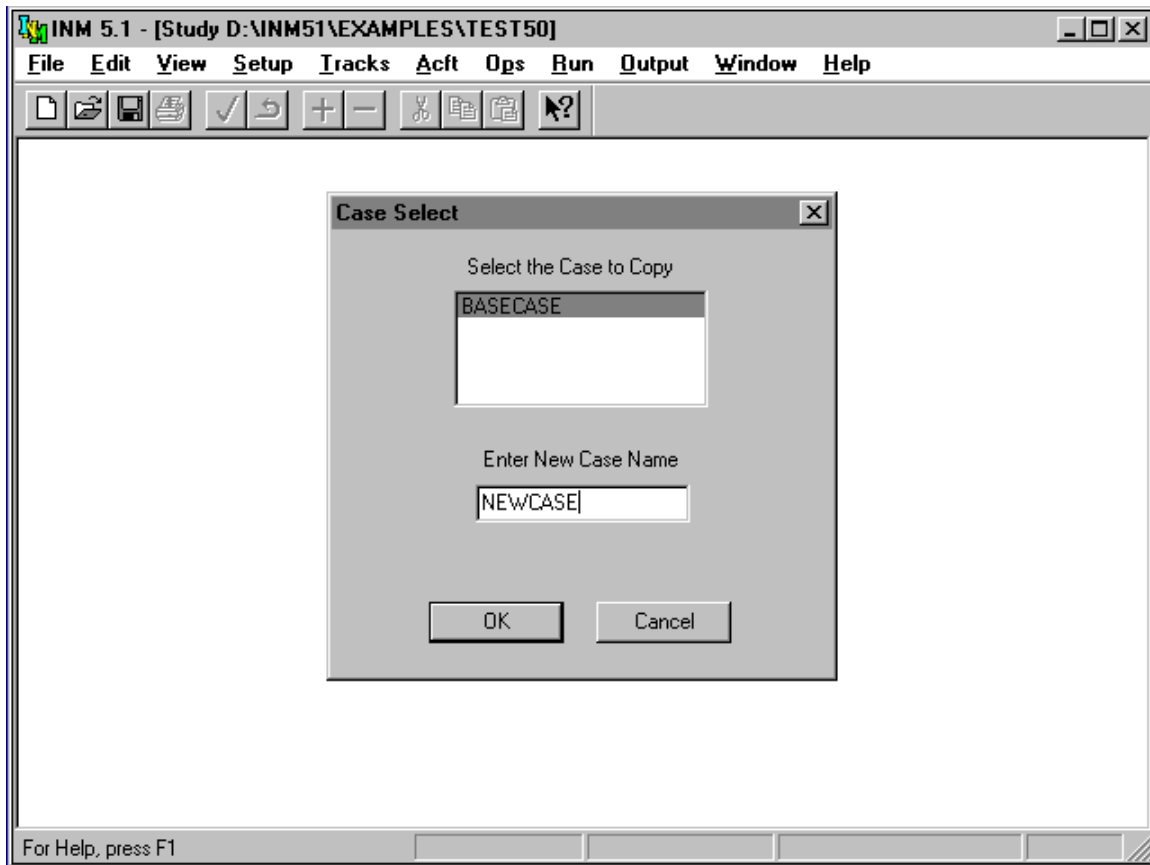 INM 5.1 - [Study D:\INM51\EXAMPLES\TEST50]
File Edit View Setup Tracks Acft Ops Run Output Window Help
Case Select
Select the Case to Copy
BASECASE
Enter New Case Name
NEWCASE
OK Cancel
For Help, press F1